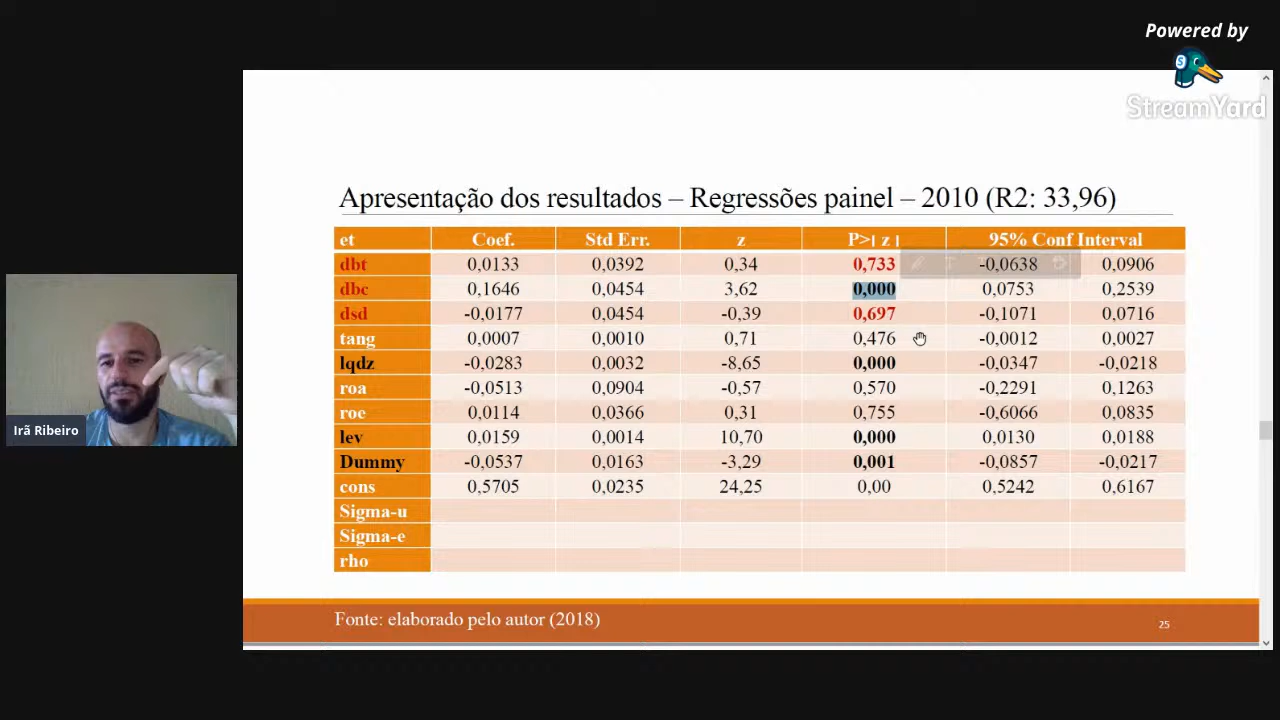 Powered by
StreamYard
Apresentação dos resultados – Regressões painel – 2010 (R2: 33,96)
et Coef. Std Err. z P>| z | 95% Conf Interval
dbt 0,0133 0,0392 0,34 0,733 -0,0638 0,0906
dbc 0,1646 0,0454 3,62 0,000 0,0753 0,2539
dsd -0,0177 0,0454 -0,39 0,697 -0,1071 0,0716
tang 0,0007 0,0010 0,71 0,476 -0,0012 0,0027
lqdz -0,0283 0,0032 -8,65 0,000 -0,0347 -0,0218
roa -0,0513 0,0904 -0,57 0,570 -0,2291 0,1263
roe 0,0114 0,0366 0,31 0,755 -0,6066 0,0835
lev 0,0159 0,0014 10,70 0,000 0,0130 0,0188
Dummy -0,0537 0,0163 -3,29 0,001 -0,0857 -0,0217
cons 0,5705 0,0235 24,25 0,00 0,5242 0,6167
Sigma-u
Sigma-e
rho
Irã Ribeiro
Fonte: elaborado pelo autor (2018)
25